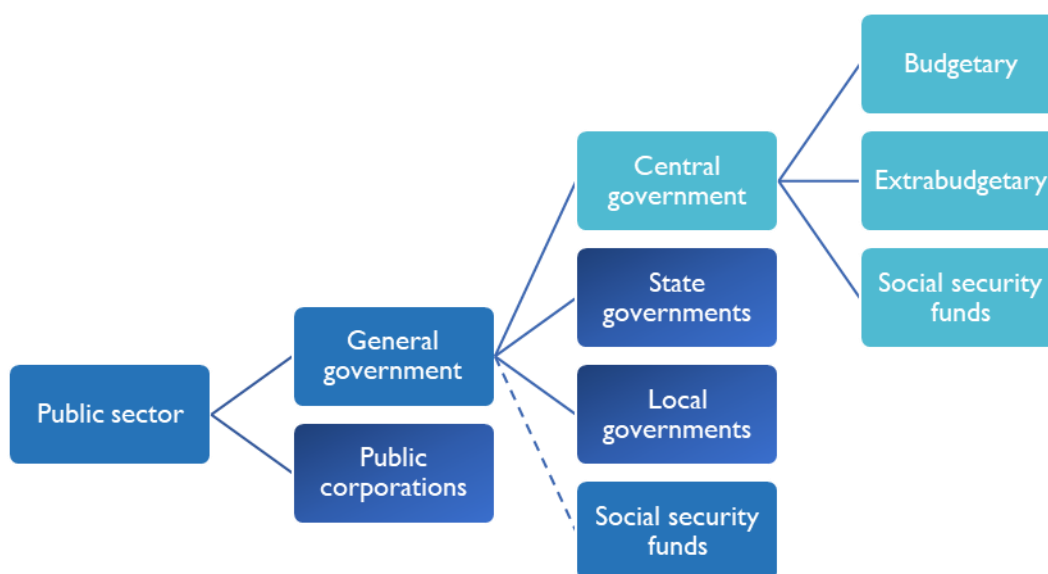 Public sector
General
government
Public
corporations
Central
government
State
governments
Local
governments
Social security
funds
Budgetary
Extrabudgetary
Social security
funds